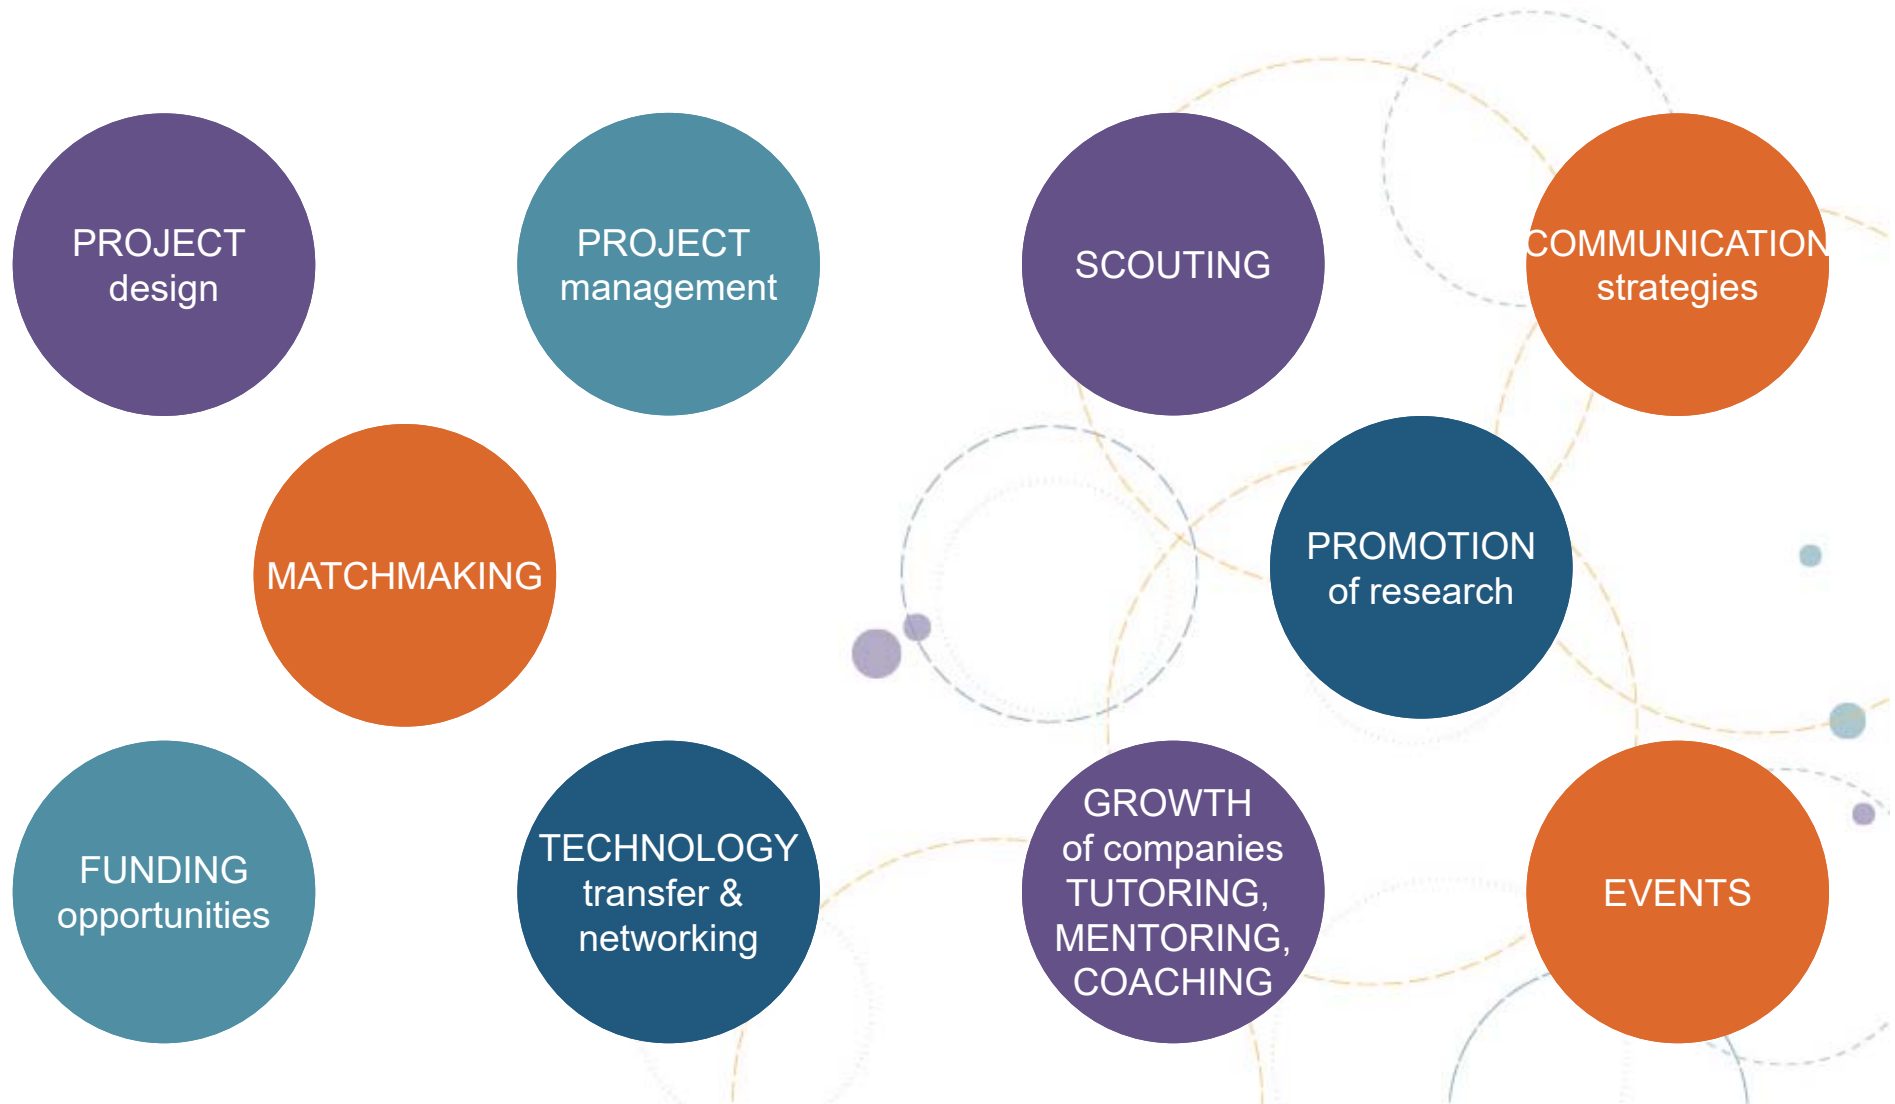 PROJECT
design
PROJECT
management
SCOUTING
COMMUNICATION
strategies
MATCHMAKING
PROMOTION
of research
FUNDING
opportunities
TECHNOLOGY
transfer &
networking
GROWTH
of companies
TUTORING,
MENTORING,
COACHING
EVENTS